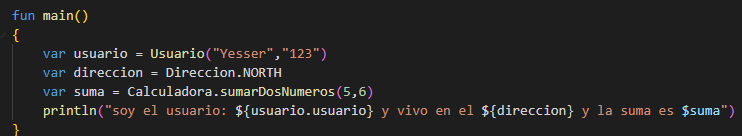 fun main()
{
    var usuario = Usuario("Yesser","123")
    var direccion = Direccion.NORTH
    var suma = Calculadora.sumarDosNumeros(5,6)
    println("soy el usuario: ${usuario.usuario} y vivo en el ${direccion} y la suma es $suma")
}